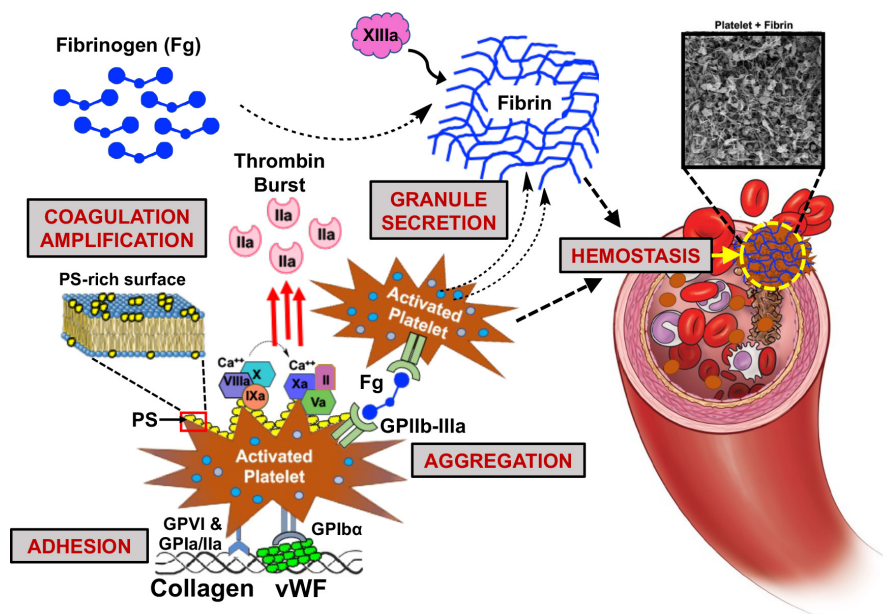 Platelet + Fibrin
Fibrinogen (Fg)
XIIIa
Fibrin
Thrombin
Burst
IIa
IIa
IIa
IIa
GRANULE
SECRETION
COAGULATION
AMPLIFICATION
HEMOSTASIS
PS-rich surface
Activated
Platelet
Ca++
Ca++
VIIIa
X
IXa
Xa
II
Va
Fg
PS
GPIIb-IIIa
Activated
Platelet
AGGREGATION
GPVI &
GPIa/IIa
GPIbα
ADHESION
Collagen
vWF